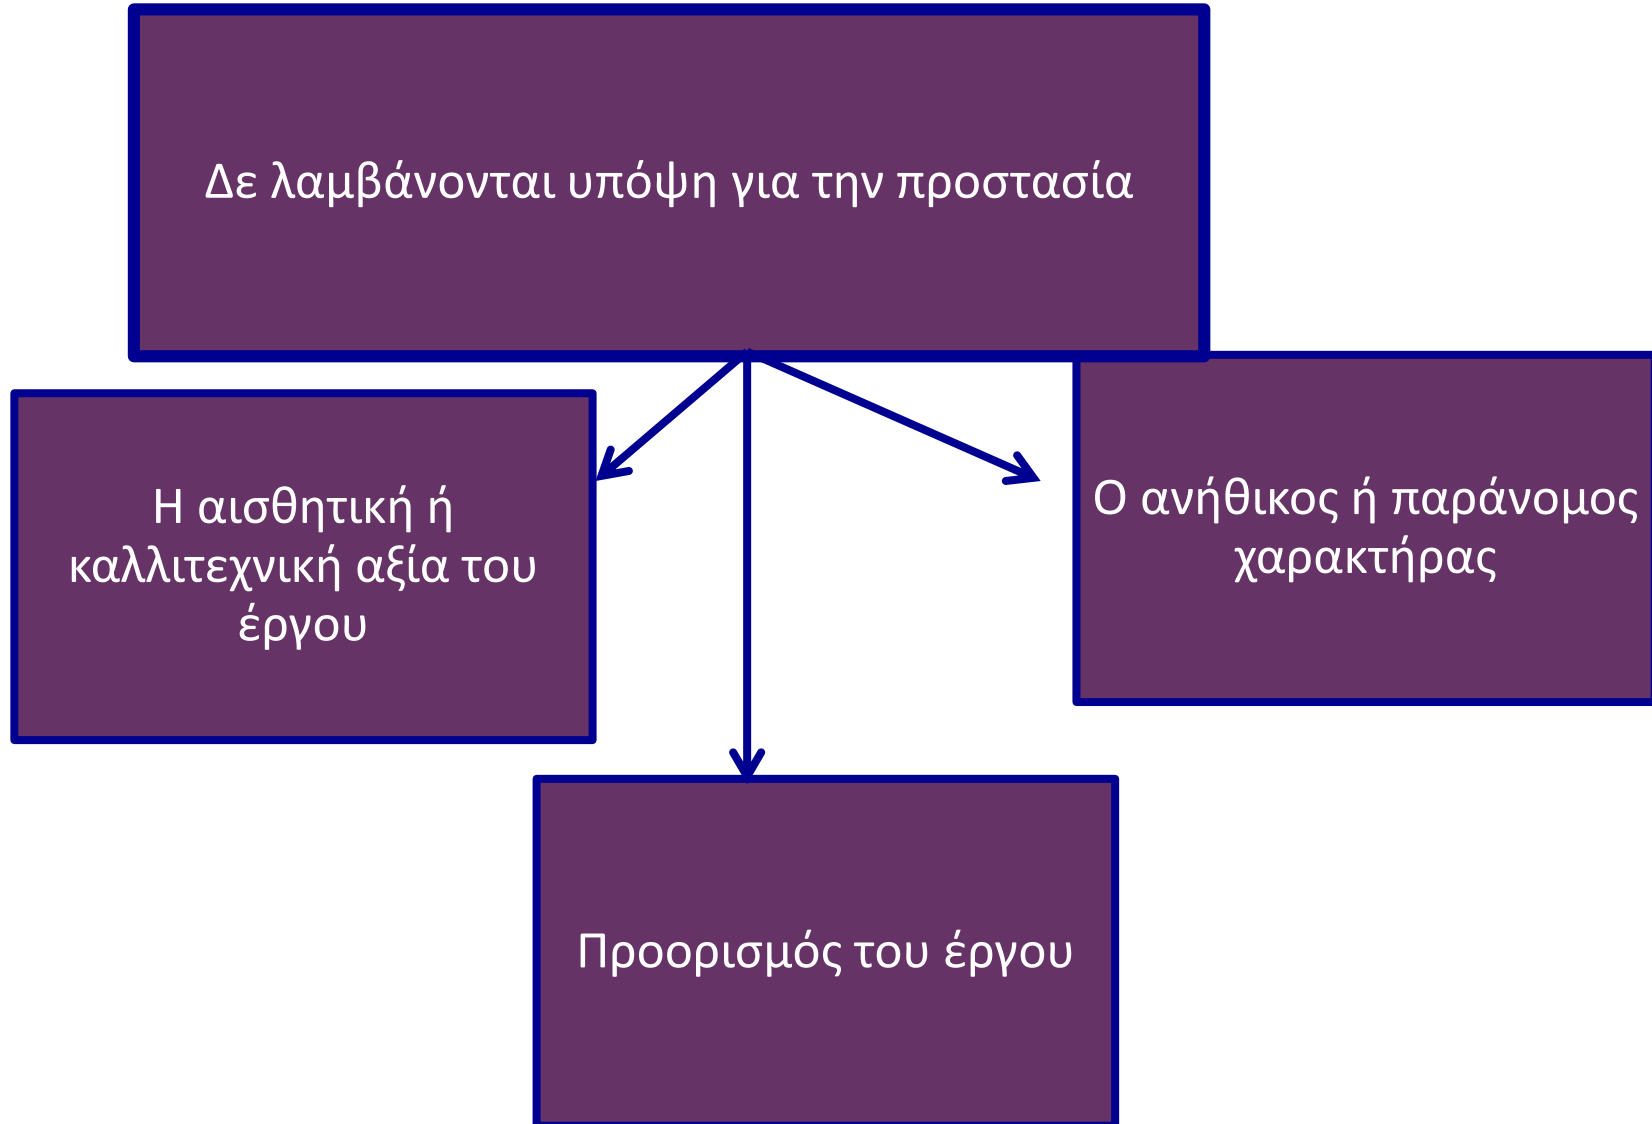 Δε λαμβάνονται υπόψη για την προστασία
Η αισθητική ή
καλλιτεχνική αξία του
έργου
Ο ανήθικος ή παράνομος
χαρακτήρας
Προορισμός του έργου